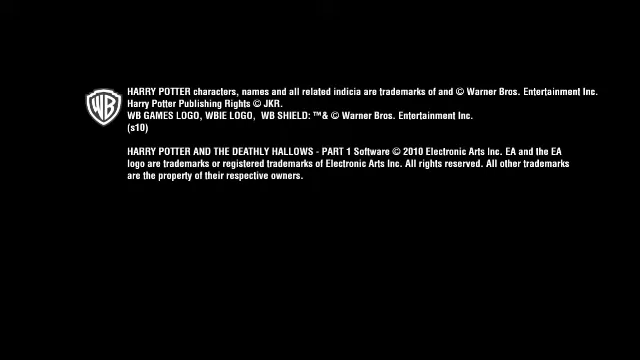 HARRY POTTER characters, names and all related indicia are trademarks of and © Warner Bros. Entertainment Inc.
Harry Potter Publishing Rights © JKR.
WB GAMES LOGO, WBIE LOGO, WB SHIELD: ™& © Warner Bros. Entertainment Inc.
(s10)
HARRY POTTER AND THE DEATHLY HALLOWS - PART 1 Software © 2010 Electronic Arts Inc. EA and the EA
logo are trademarks or registered trademarks of Electronic Arts Inc. All rights reserved. All other trademarks
are the property of their respective owners.
WB